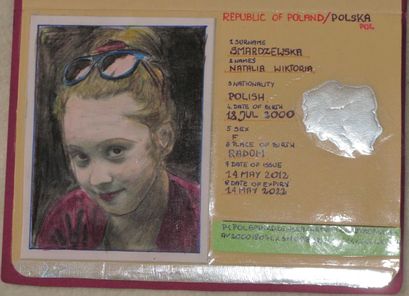 REPUBLIC OF POLAND/POLSKA
POL
1 SURNAME
SMARDZEWSKA
2 NAMES
NATALIA WIKTORIA
3 NATIONALITY
POLISH
4 DATE OF BIRTH
18 JUL 2000
5 SEX
F
6 PLACE OF BIRTH
RADOM
7 DATE OF ISSUE
14 MAY 2012
8 DATE OF EXPIRY
14 MAY 2022